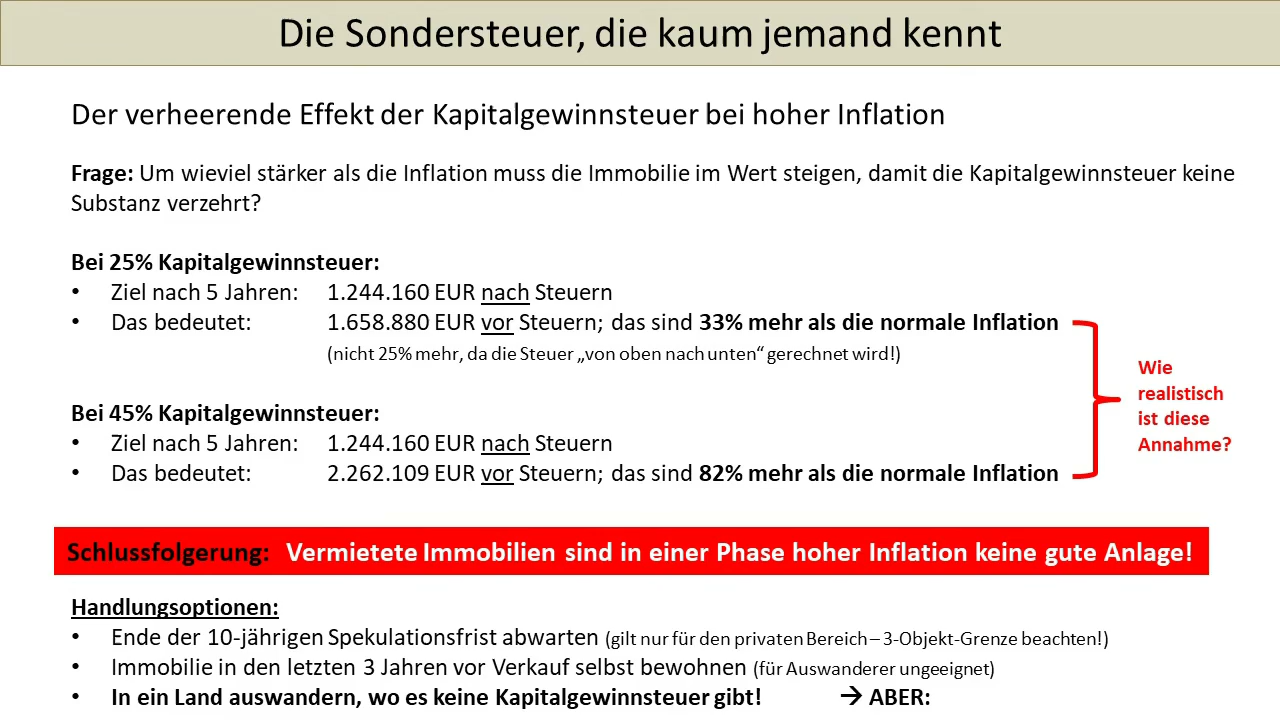 Die Sondersteuer, die kaum jemand kennt
Der verheerende Effekt der Kapitalgewinnsteuer bei hoher Inflation
Frage: Um wieviel stärker als die Inflation muss die Immobilie im Wert steigen, damit die Kapitalgewinnsteuer keine
Substanz verzehrt?
Bei 25% Kapitalgewinnsteuer:
• Ziel nach 5 Jahren: 1.244.160 EUR nach Steuern
• Das bedeutet: 1.658.880 EUR vor Steuern; das sind 33% mehr als die normale Inflation
(nicht 25% mehr, da die Steuer „von oben nach unten“ gerechnet wird!)
Bei 45% Kapitalgewinnsteuer:
• Ziel nach 5 Jahren: 1.244.160 EUR nach Steuern
• Das bedeutet: 2.262.109 EUR vor Steuern; das sind 82% mehr als die normale Inflation
Wie
realistisch
ist diese
Annahme?
Schlussfolgerung: Vermietete Immobilien sind in einer Phase hoher Inflation keine gute Anlage!
Handlungsoptionen:
• Ende der 10-jährigen Spekulationsfrist abwarten (gilt nur für den privaten Bereich – 3-Objekt-Grenze beachten!)
• Immobilie in den letzten 3 Jahren vor Verkauf selbst bewohnen (für Auswanderer ungeeignet)
• In ein Land auswandern, wo es keine Kapitalgewinnsteuer gibt! → ABER: